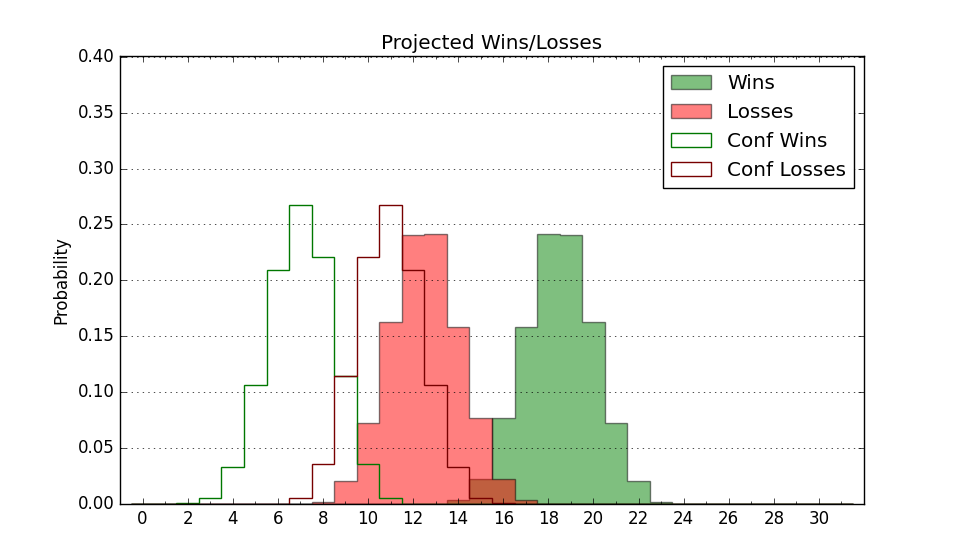 Projected Wins/Losses
0.40
0.35
0.30
0.25
0.20
0.15
0.10
0.05
0.00
Probability
Wins
Losses
Conf Wins
Conf Losses
0 2 4 6 8 10 12 14 16 18 20 22 24 26 28 30